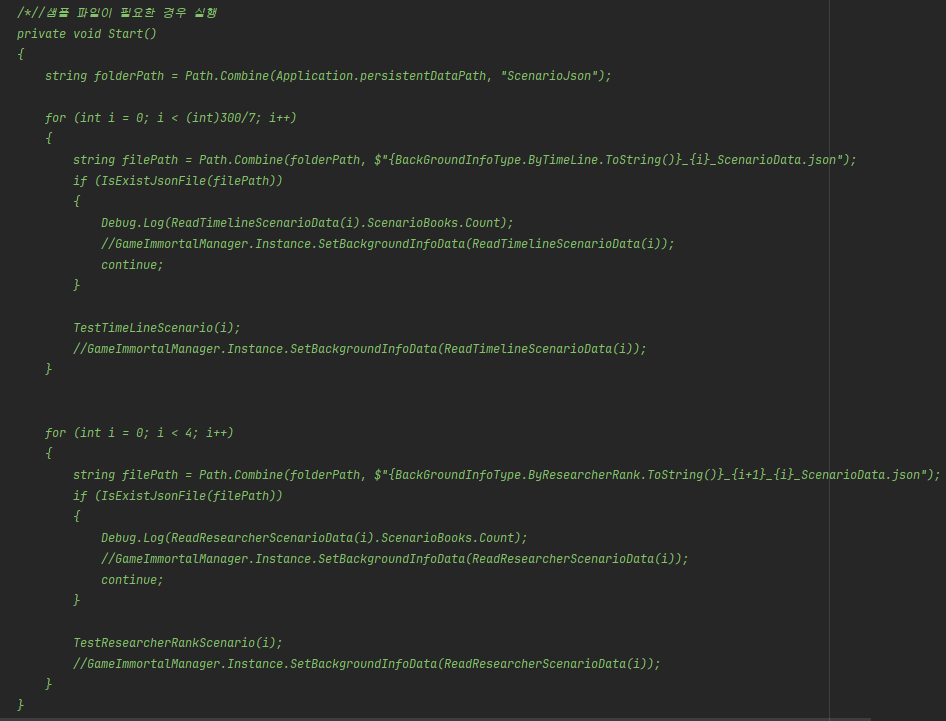 /*//샘플 파일이 필요한 경우 실행
private void Start()
{
    string folderPath = Path.Combine(Application.persistentDataPath, "ScenarioJson");

    for (int i = 0; i < (int)300/7; i++)
    {
        string filePath = Path.Combine(folderPath, $"{BackGroundInfoType.ByTimeLine.ToString()}_{i}_ScenarioData.json");
        if (IsExistJsonFile(filePath))
        {
            Debug.Log(ReadTimelineScenarioData(i).ScenarioBooks.Count);
            //GameImmortalManager.Instance.SetBackgroundInfoData(ReadTimelineScenarioData(i));
            continue;
        }

        TestTimeLineScenario(i);
        //GameImmortalManager.Instance.SetBackgroundInfoData(ReadTimelineScenarioData(i));
    }


    for (int i = 0; i < 4; i++)
    {
        string filePath = Path.Combine(folderPath, $"{BackGroundInfoType.ByResearcherRank.ToString()}_{i+1}_{i}_ScenarioData.json");
        if (IsExistJsonFile(filePath))
        {
            Debug.Log(ReadResearcherScenarioData(i).ScenarioBooks.Count);
            //GameImmortalManager.Instance.SetBackgroundInfoData(ReadResearcherScenarioData(i));
            continue;
        }

        TestResearcherRankScenario(i);
        //GameImmortalManager.Instance.SetBackgroundInfoData(ReadResearcherScenarioData(i));
    }
}